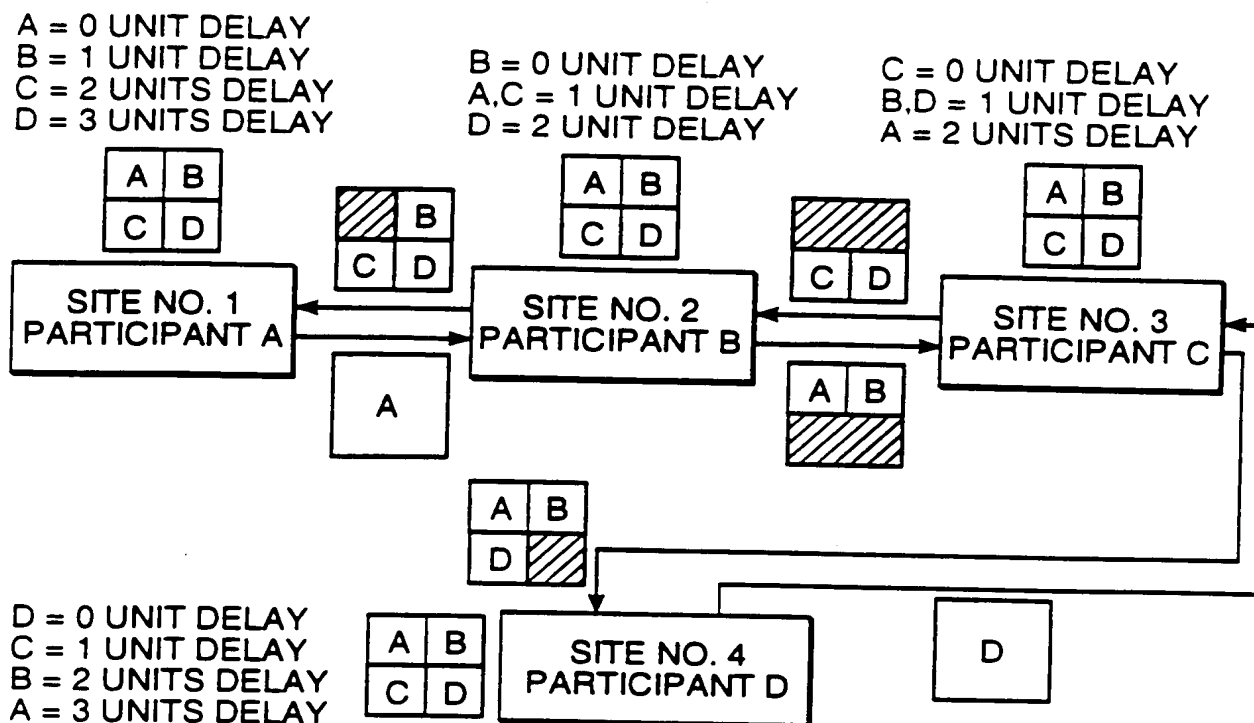 A = 0 UNIT DELAY
B = 1 UNIT DELAY
C = 2 UNITS DELAY
D = 3 UNITS DELAY
B = 0 UNIT DELAY
A,C = 1 UNIT DELAY
D = 2 UNIT DELAY
C = 0 UNIT DELAY
B,D = 1 UNIT DELAY
A = 2 UNITS DELAY
A B
C D
B
C D
A B
C D
C D
A B
C D
SITE NO. 1
PARTICIPANT A
SITE NO. 2
PARTICIPANT B
SITE NO. 3
PARTICIPANT C
A
A B
A B
D
D = 0 UNIT DELAY
C = 1 UNIT DELAY
B = 2 UNITS DELAY
A = 3 UNITS DELAY
A B
C D
SITE NO. 4
PARTICIPANT D
D